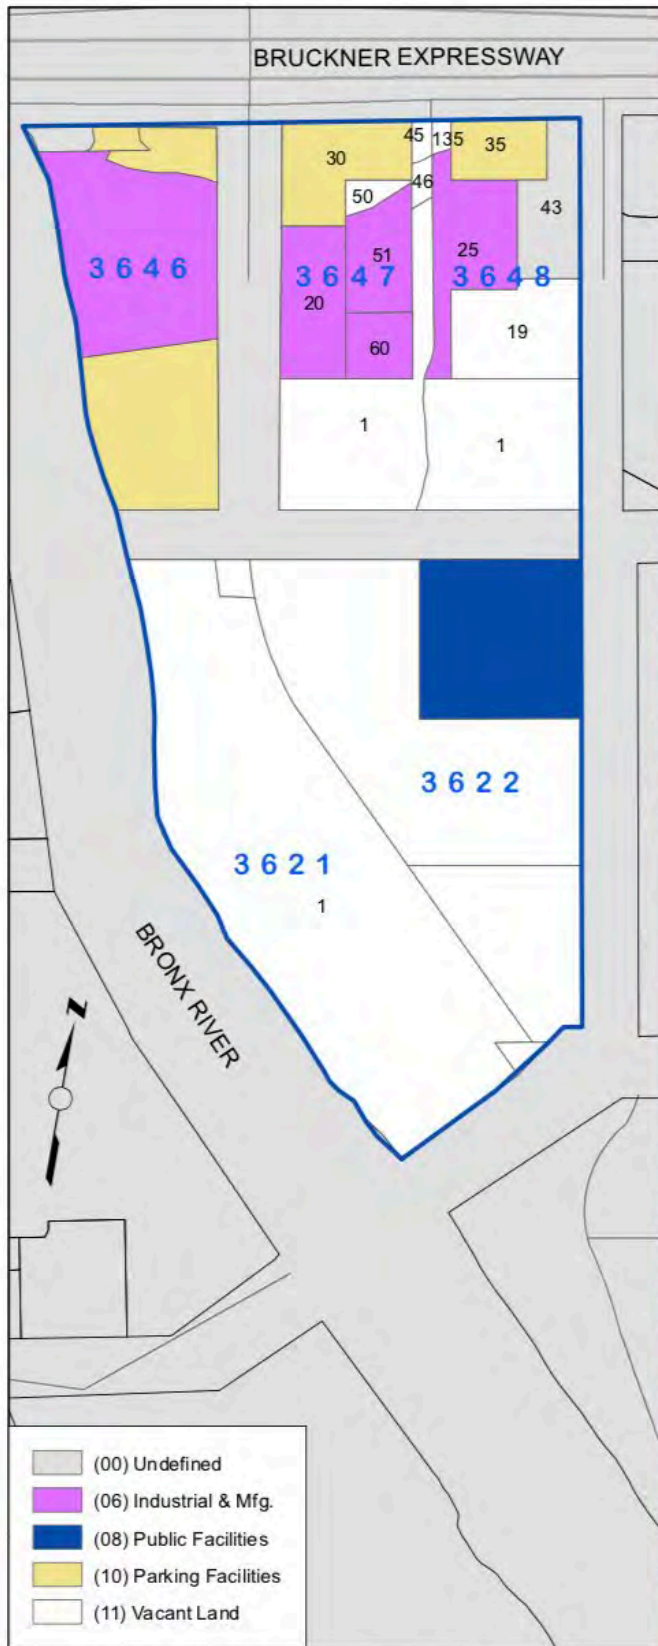 BRUCKNER EXPRESSWAY
30
45
135
35
50
46
43
51
25
3646
3647
3648
20
19
60
1
1
3622
3621
1
BRONX RIVER
N
(00) Undefined
(06) Industrial & Mfg.
(08) Public Facilities
(10) Parking Facilities
(11) Vacant Land